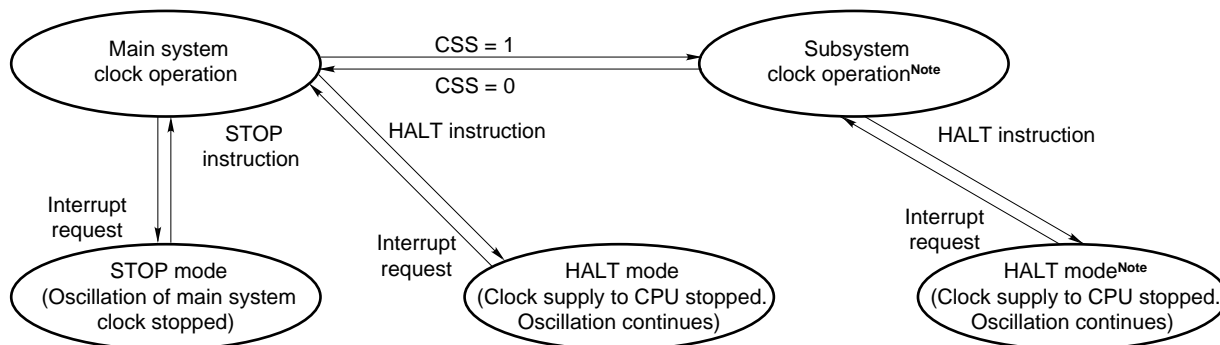 Main system
clock operation
CSS = 1
CSS = 0
Subsystem
clock operationNote
STOP
instruction
HALT instruction
HALT instruction
Interrupt
request
Interrupt
request
Interrupt
request
STOP mode
(Oscillation of main system
clock stopped)
HALT mode
(Clock supply to CPU stopped.
Oscillation continues)
HALT modeNote
(Clock supply to CPU stopped.
Oscillation continues)